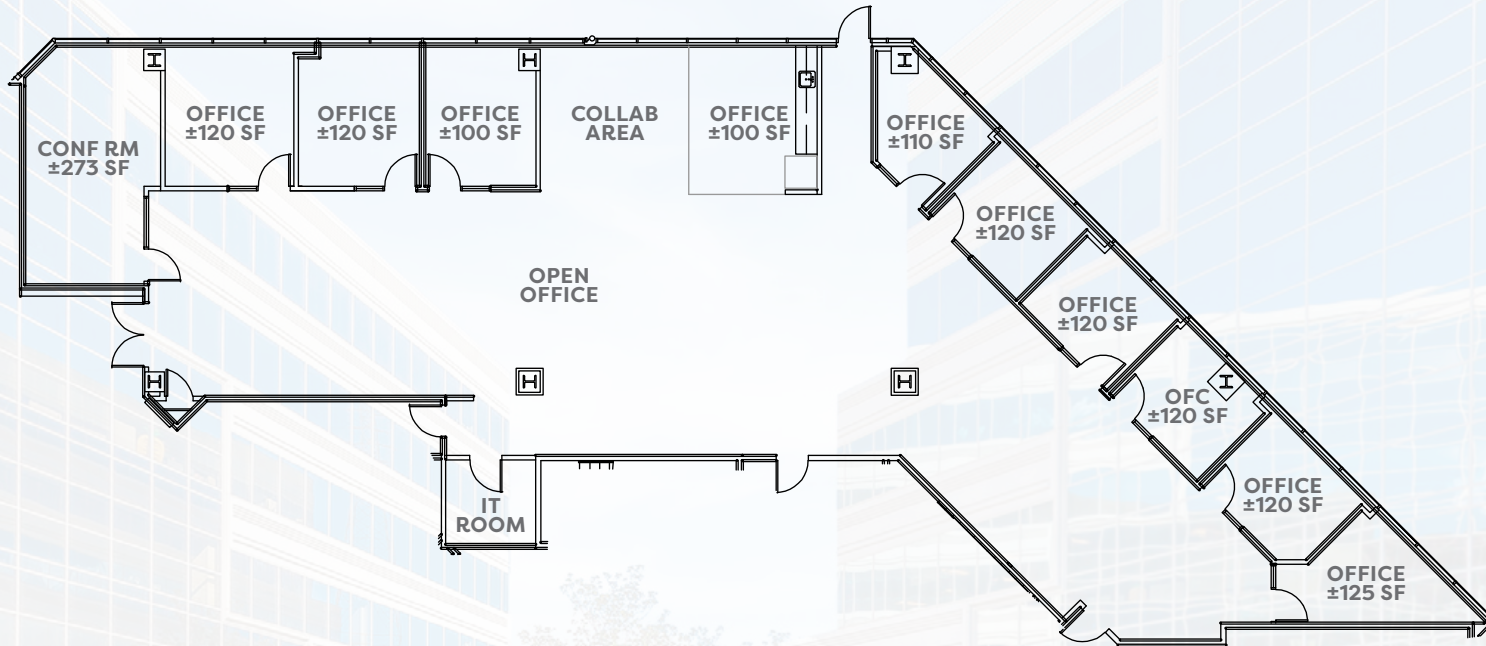 CONF RM
±273 SF
OFFICE
±120 SF
OFFICE
±120 SF
OFFICE
±100 SF
COLLAB
AREA
OFFICE
±100 SF
OFFICE
±110 SF
OFFICE
±120 SF
OFFICE
±120 SF
OFC
±120 SF
OFFICE
±120 SF
OFFICE
±125 SF
OPEN
OFFICE
IT
ROOM